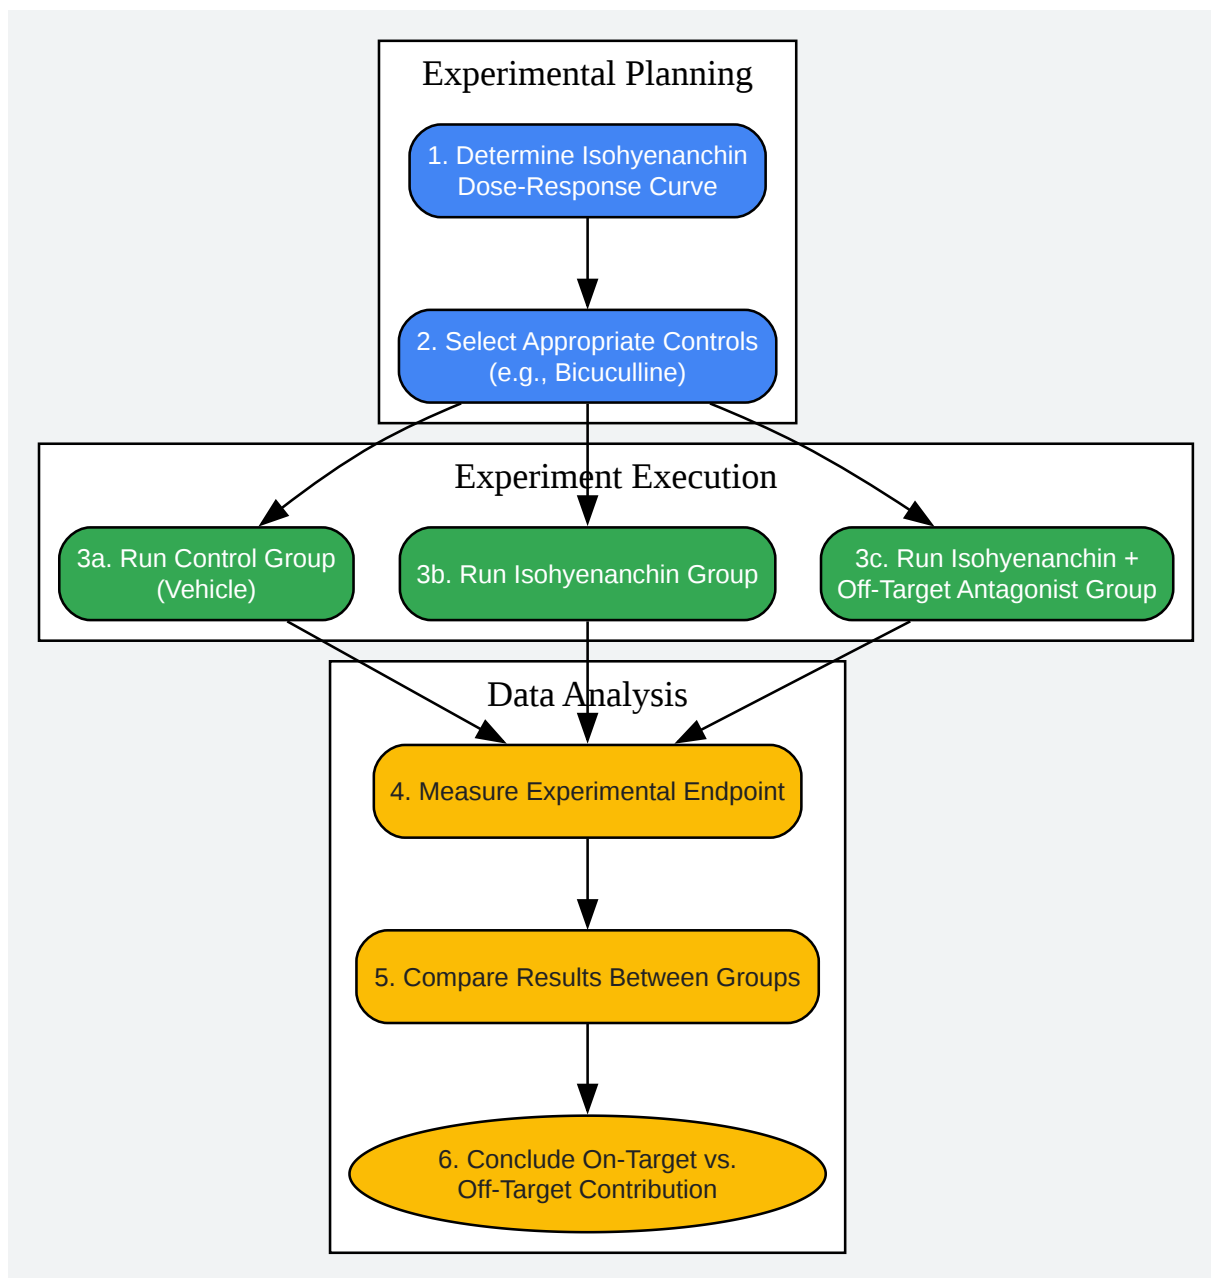 Experimental Planning
1. Determine Isohyenanchin
Dose-Response Curve
2. Select Appropriate Controls
(e.g., Bicuculline)
Experiment Execution
3a. Run Control Group
(Vehicle)
3b. Run Isohyenanchin Group
3c. Run Isohyenanchin +
Off-Target Antagonist Group
Data Analysis
4. Measure Experimental Endpoint
5. Compare Results Between Groups
6. Conclude On-Target vs.
Off-Target Contribution